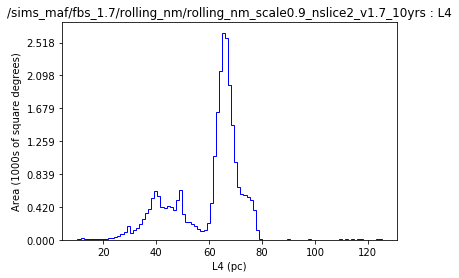 /sims_maf/fbs_1.7/rolling_nm/rolling_nm_scale0.9_nslice2_v1.7_10yrs : L4
2.518
2.098
1.679
1.259
0.839
0.420
0.000
Area (1000s of square degrees)
20 40 60 80 100 120
L4 (pc)